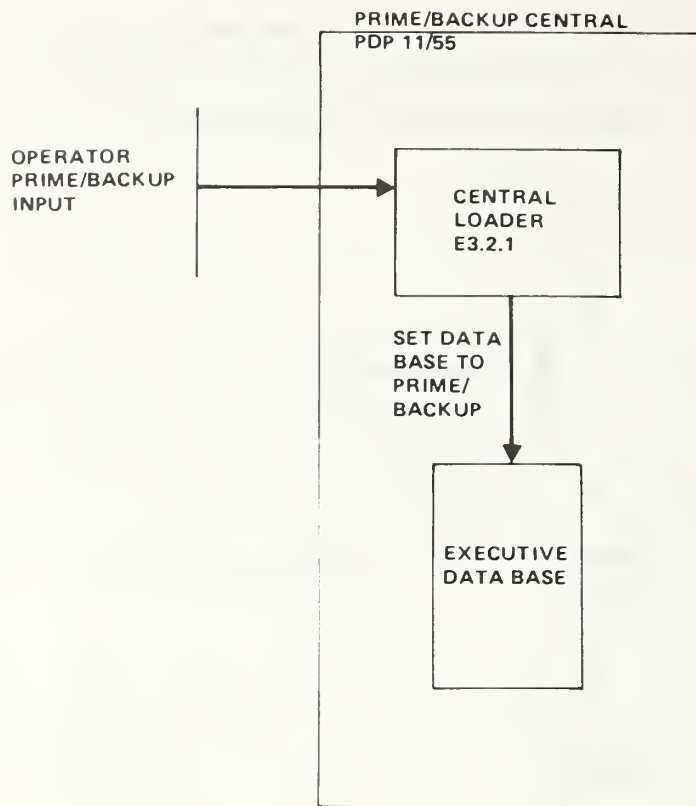 PRIME/BACKUP CENTRAL
PDP 11/55
OPERATOR
PRIME/BACKUP
INPUT
CENTRAL
LOADER
E3.2.1
SET DATA
BASE TO
PRIME/
BACKUP
EXECUTIVE
DATA BASE